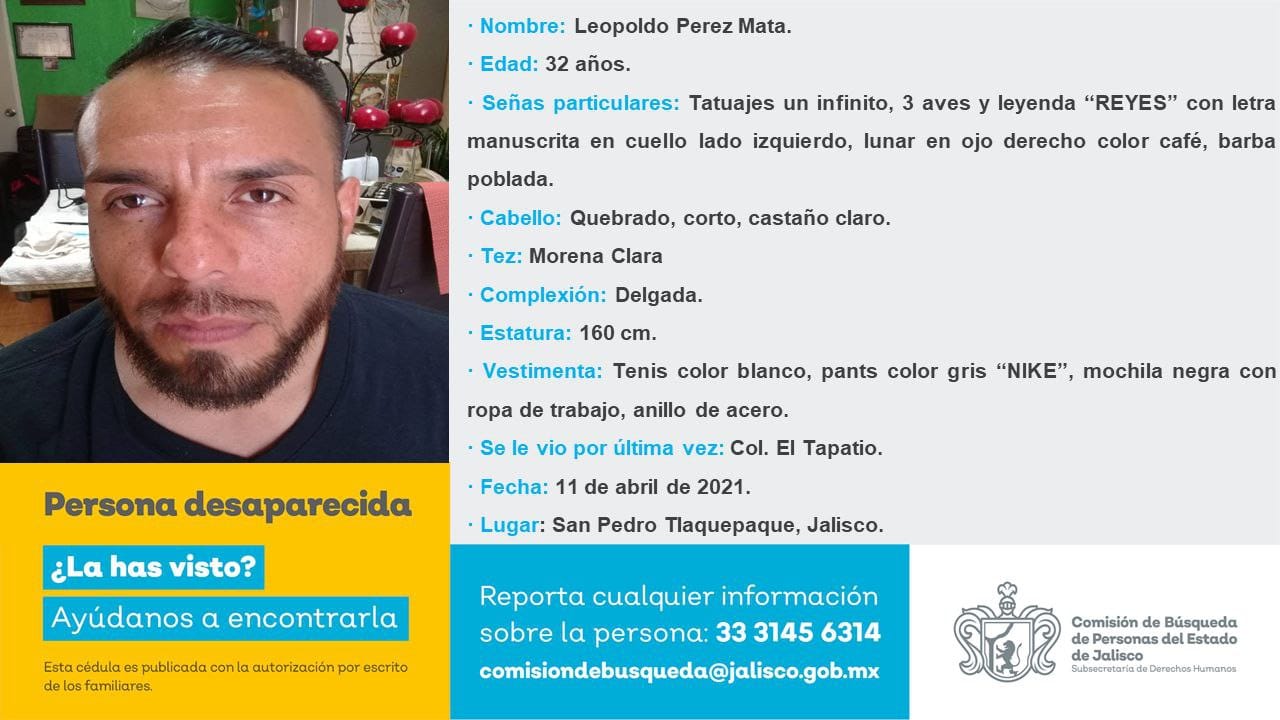 · Nombre: Leopoldo Perez Mata.
· Edad: 32 años.
· Señas particulares: Tatuajes un infinito, 3 aves y leyenda “REYES” con letra
manuscrita en cuello lado izquierdo, lunar en ojo derecho color café, barba
poblada.
· Cabello: Quebrado, corto, castaño claro.
· Tez: Morena Clara
· Complexión: Delgada.
· Estatura: 160 cm.
· Vestimenta: Tenis color blanco, pants color gris “NIKE”, mochila negra con
ropa de trabajo, anillo de acero.
· Se le vio por última vez: Col. El Tapatio.
· Fecha: 11 de abril de 2021.
· Lugar: San Pedro Tlaquepaque, Jalisco.
Persona desaparecida
¿La has visto?
Ayúdanos a encontrarla
Esta cédula es publicada con la autorización por escrito
de los familiares.
Reporta cualquier información
sobre la persona: 33 3145 6314
comisiondebusqueda@jalisco.gob.mx
Comisión de Búsqueda
de Personas del Estado
de Jalisco
Subsecretaría de Derechos Humanos